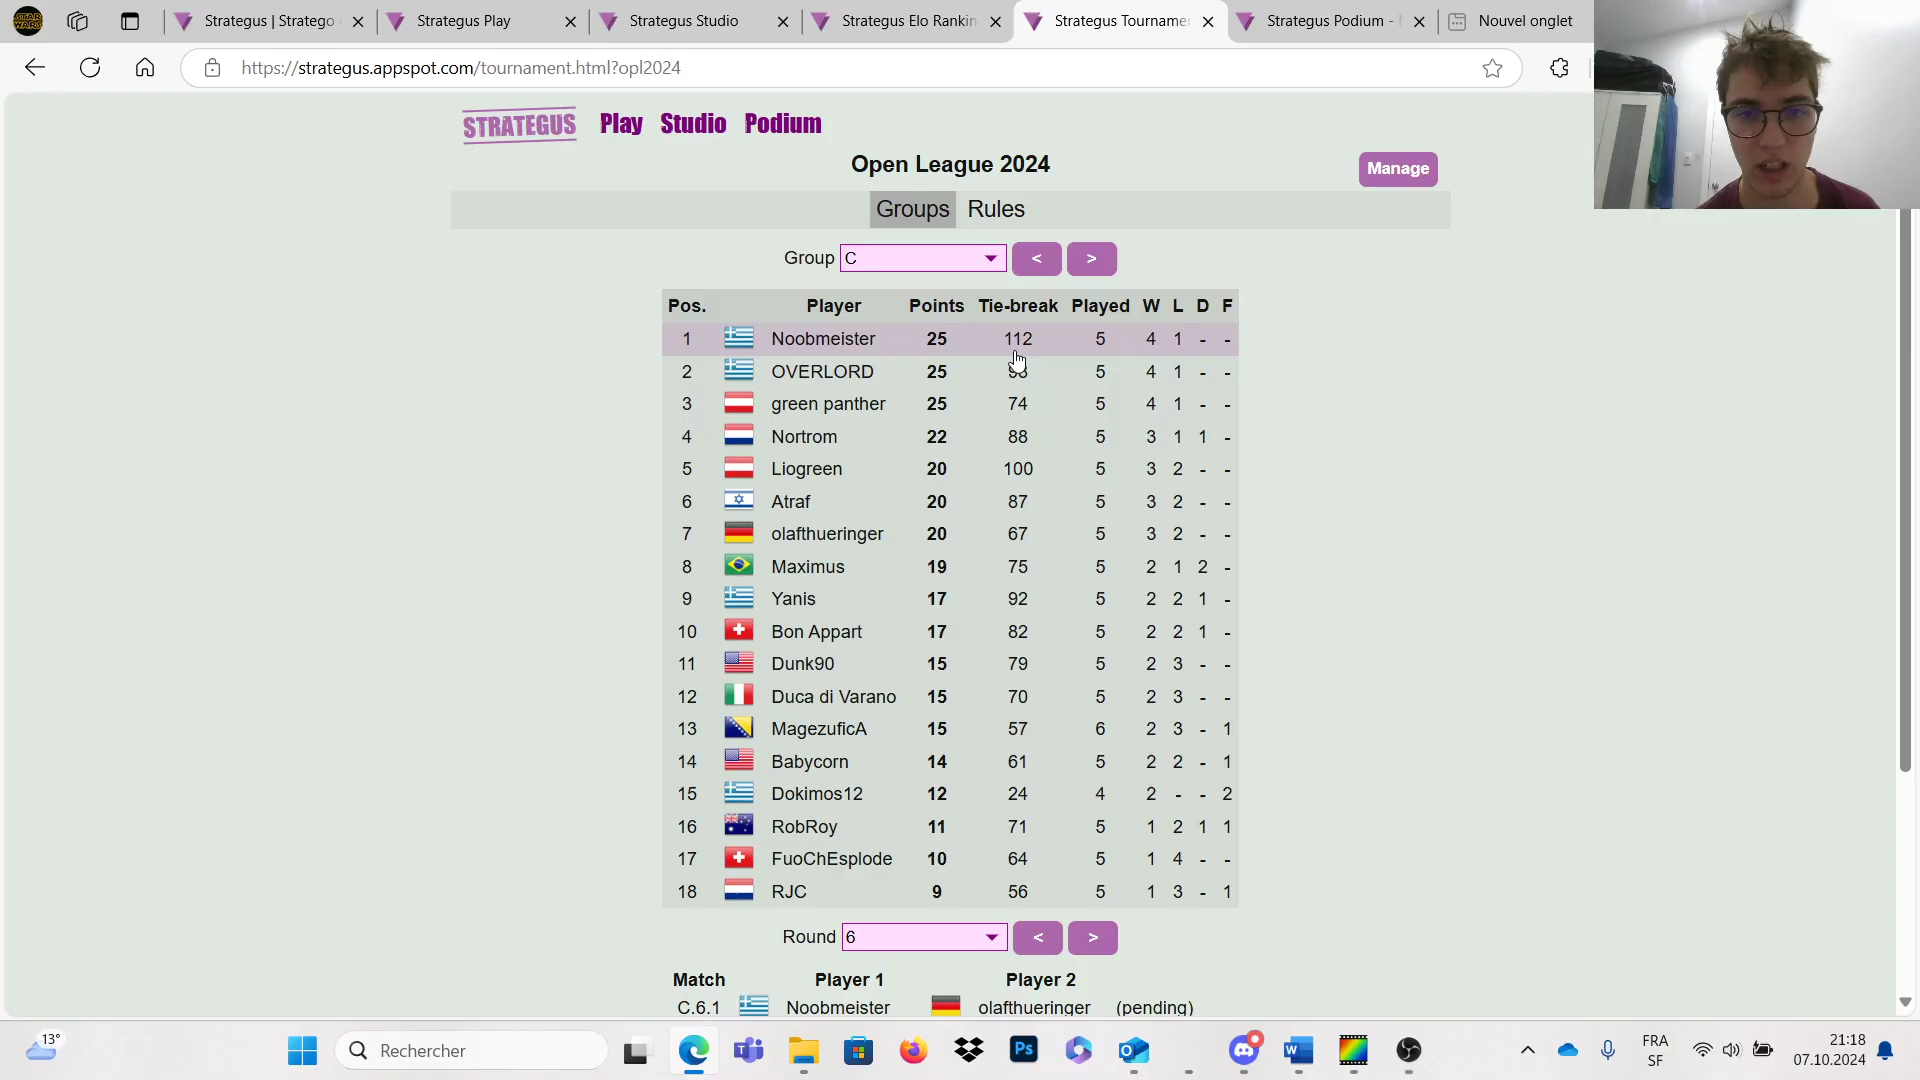 Strategus | Stratego
Strategus Play
Strategus Studio
Strategus Elo Rankin
Strategus Tourname
Strategus Podium -
Nouvel onglet
https://strategus.appspot.com/tournament.html?opl2024
STRATEGUS Play Studio Podium
Open League 2024
Manage
Groups Rules
Group C < >
Pos. Player Points Tie-break Played W L D F
1 Noobmeister 25 112 5 4 1 - -
2 OVERLORD 25 5 4 1 - -
3 green panther 25 74 5 4 1 - -
4 Nortrom 22 88 5 3 1 1 -
5 Liogreen 20 100 5 3 2 - -
6 Atraf 20 87 5 3 2 - -
7 olafthueringer 20 67 5 3 2 - -
8 Maximus 19 75 5 2 1 2 -
9 Yanis 17 92 5 2 2 1 -
10 Bon Appart 17 82 5 2 2 1 -
11 Dunk90 15 79 5 2 3 - -
12 Duca di Varano 15 70 5 2 3 - -
13 MagezuficA 15 57 6 2 3 - 1
14 Babycorn 14 61 5 2 2 - 1
15 Dokimos12 12 24 4 2 - - 2
16 RobRoy 11 71 5 1 2 1 1
17 FuoChEsplode 10 64 5 1 4 - -
18 RJC 9 56 5 1 3 - 1
Round 6 < >
Match Player 1 Player 2
C.6.1 Noobmeister olafthueringer (pending)
13°
Rechercher
Ps
FRA
SF
21:18
07.10.2024